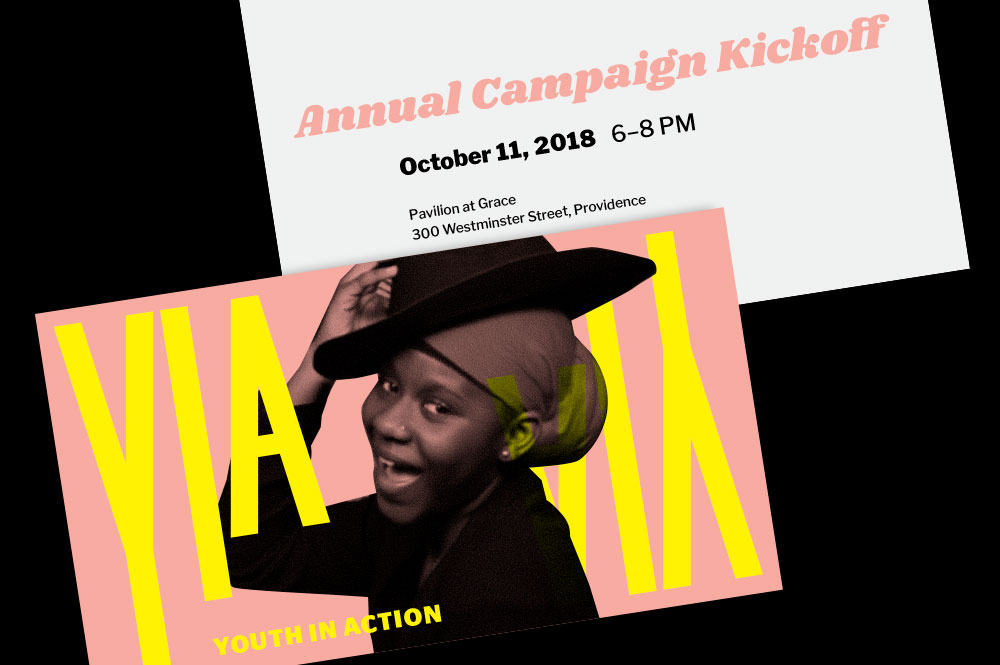 Annual Campaign Kickoff
October 11, 2018 6–8 PM
Pavilion at Grace
300 Westminster Street, Providence
YIA
YIA
YOUTH IN ACTION